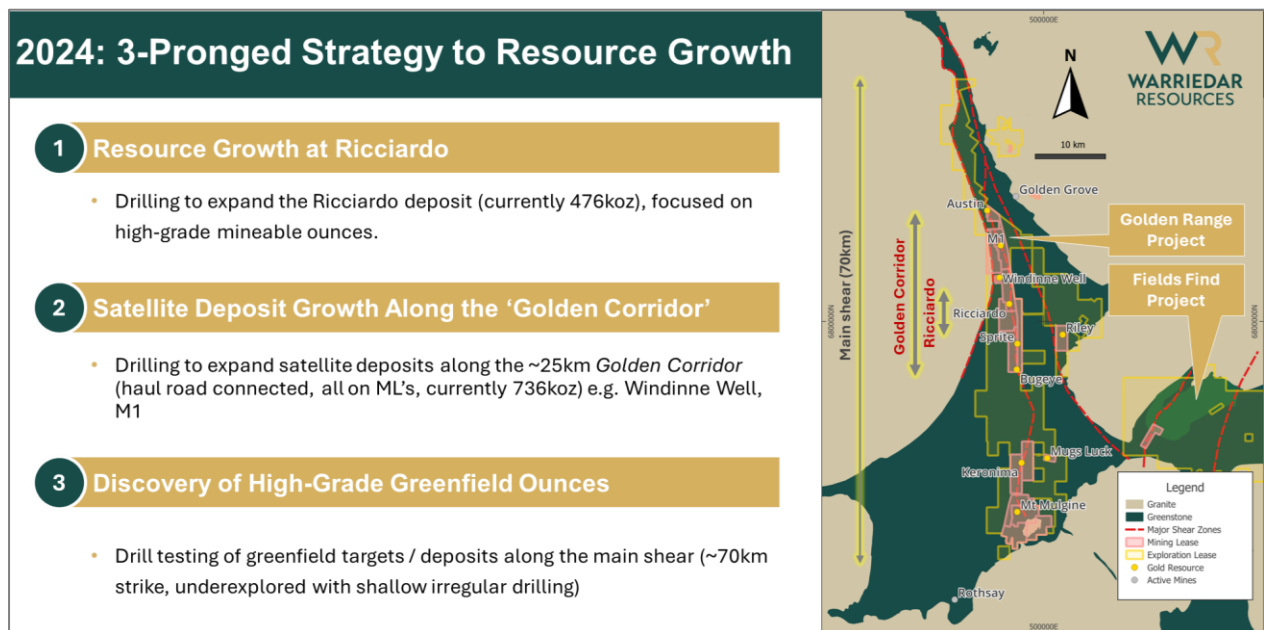 2024: 3-Pronged Strategy to Resource Growth
1
Resource Growth at Ricciardo
• Drilling to expand the Ricciardo deposit (currently 476koz), focused on
high-grade mineable ounces.
2
Satellite Deposit Growth Along the ‘Golden Corridor’
• Drilling to expand satellite deposits along the ~25km Golden Corridor
(haul road connected, all on ML’s, currently 736koz) e.g. Windinne Well,
M1
3
Discovery of High-Grade Greenfield Ounces
• Drill testing of greenfield targets / deposits along the main shear (~70km
strike, underexplored with shallow irregular drilling)
500000E
N
WR
WARRIEDAR
RESOURCES
10 km
Golden Grove
Austin
M1
Golden Range
Project
Windinne Well
Fields Find
Project
Main shear (70km)
Golden Corridor
Ricciardo
Ricciardo
Riley
Sprite
6800000N
6800000N
Bugeye
Mugs Luck
Keronima
Mt Mulgine
Rothsay
Legend
Granite
Greenstone
Major Shear Zones
Mining Lease
Exploration Lease
Gold Resource
Active Mines
500000E